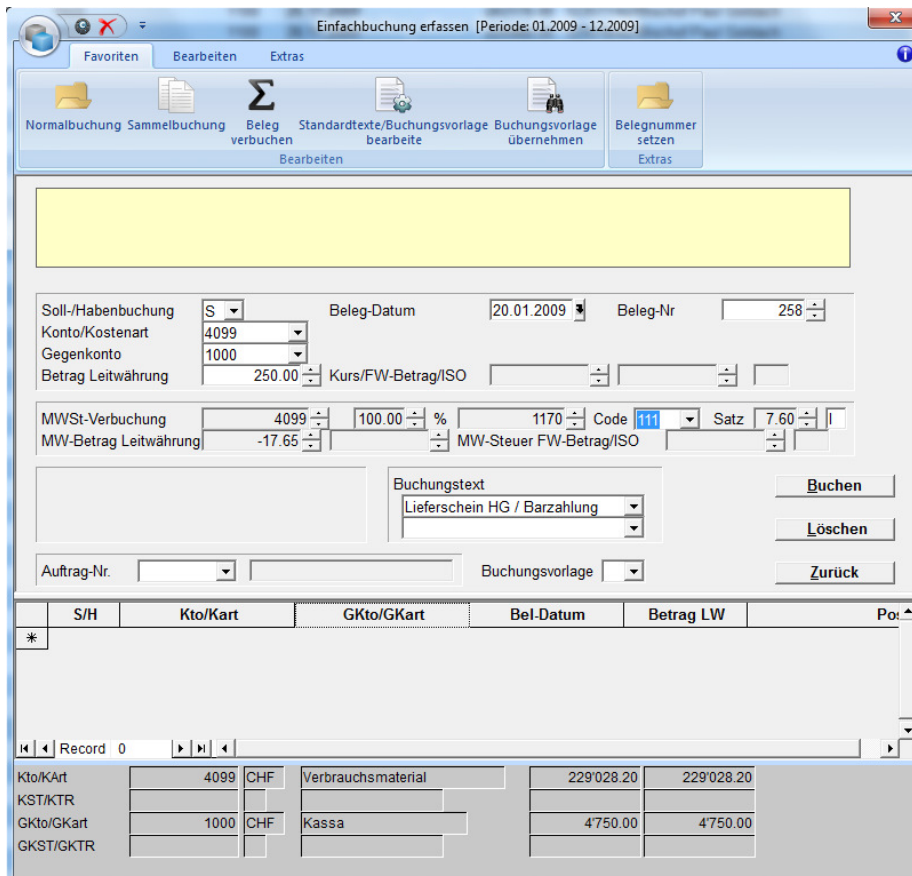 Einfachbuchung erfassen [Periode: 01.2009 - 12.2009]
Favoriten Bearbeiten Extras
Normalbuchung Sammelbuchung Beleg verbuchen Standardtexte/Buchungsvorlage bearbeite Buchungsvorlage übernehmen Belegnummer setzen
Bearbeiten Extras
Soll-/Habenbuchung S Beleg-Datum 20.01.2009 Beleg-Nr 258
Konto/Kostenart 4099
Gegenkonto 1000
Betrag Leitwährung 250.00 Kurs/FW-Betrag/ISO
MWSt-Verbuchung 4099 100.00 % 1170 Code 111 Satz 7.60 I
MW-Betrag Leitwährung -17.65 MW-Steuer FW-Betrag/ISO
Buchungstext Buchen
Lieferschein HG / Barzahlung
Löschen
Auftrag-Nr. Buchungsvorlage Zurück
S/H Kto/Kart GKto/GKart Bel-Datum Betrag LW Pos
Record 0
Kto/KArt 4099 CHF Verbrauchsmaterial 229'028.20 229'028.20
KST/KTR
GKto/GKart 1000 CHF Kassa 4'750.00 4'750.00
GKST/GKTR